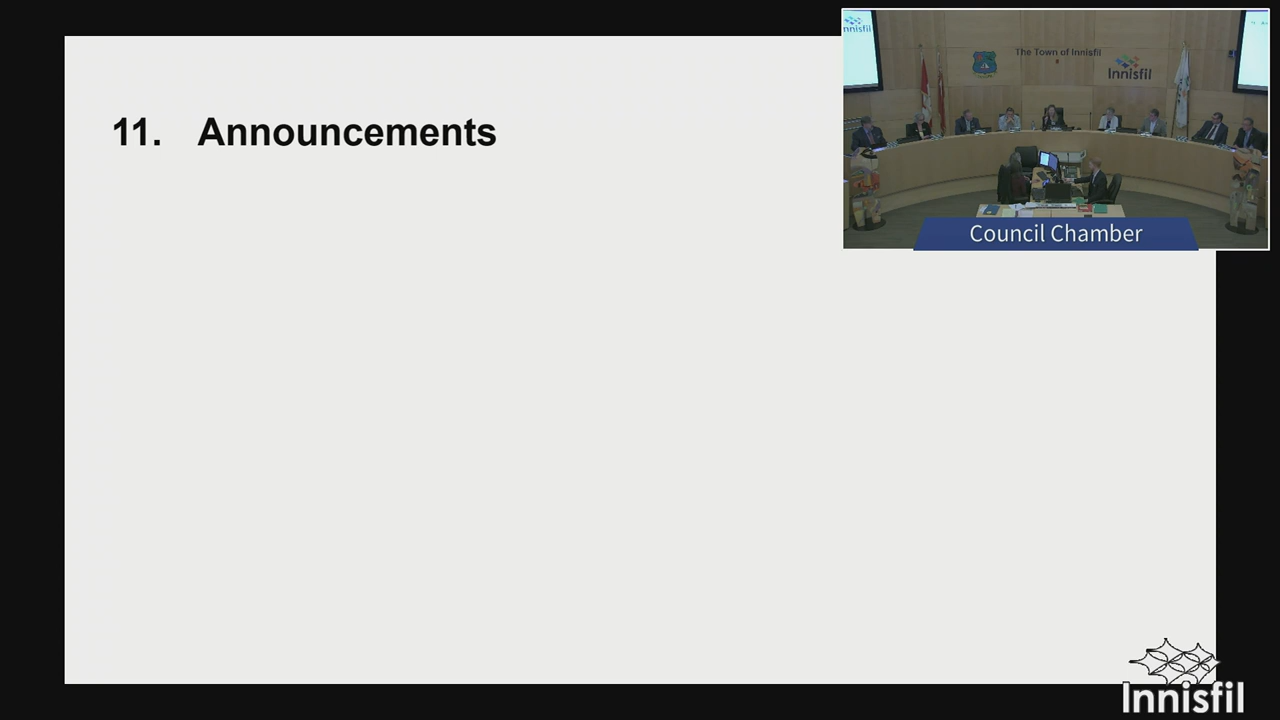 11. Announcements
innisfil
The Town of Innisfil
Innisfil
Council Chamber
Innisfil